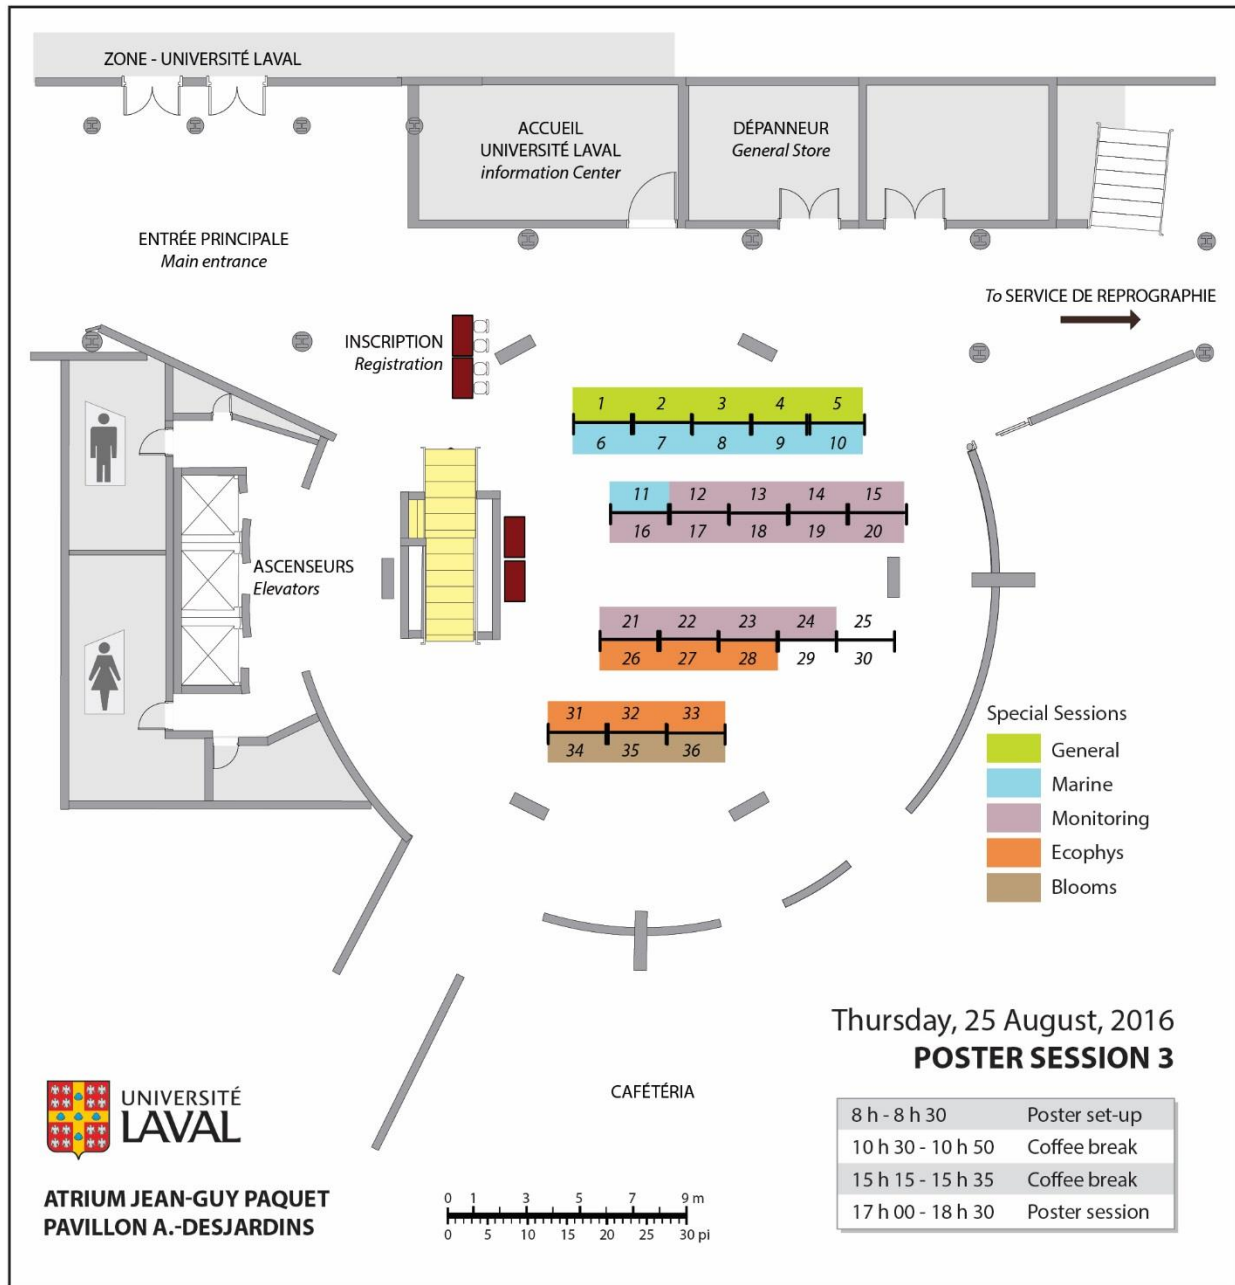 ZONE - UNIVERSITÉ LAVAL
ACCUEIL
UNIVERSITÉ LAVAL
information Center
DÉPANNEUR
General Store
ENTRÉE PRINCIPALE
Main entrance
To SERVICE DE REPROGRAPHIE
INSCRIPTION
Registration
1 2 3 4 5
6 7 8 9 10
11 12 13 14 15
16 17 18 19 20
ASCENSEURS
Elevators
21 22 23 24 25
26 27 28 29 30
31 32 33
34 35 36
Special Sessions
General
Marine
Monitoring
Ecophys
Blooms
Thursday, 25 August, 2016
POSTER SESSION 3
8 h - 8 h 30 Poster set-up
10 h 30 - 10 h 50 Coffee break
15 h 15 - 15 h 35 Coffee break
17 h 00 - 18 h 30 Poster session
CAFÉTÉRIA
UNIVERSITÉ
LAVAL
ATRIUM JEAN-GUY PAQUET
PAVILLON A.-DESJARDINS
0 1 3 5 7 9 m
0 5 10 15 20 25 30 pi